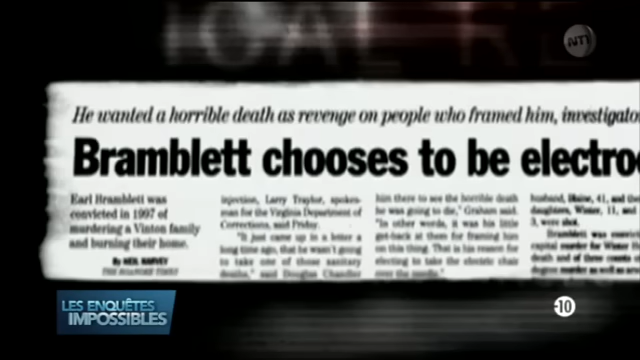 ICAL RE
NT1
He wanted a horrible death as revenge on people who framed him, investigato
Bramblett chooses to be electro
Earl Bramblett was
convicted in 1997 of
murdering a Vinton family
and burning their home.
By NEIL HARVEY
THE ROANOKE TIMES
injection, Larry Traylor, spokes-
man for the Virginia Department of
Corrections, said Friday.
"It just came up in a letter a
long time ago, that he wasn't going
to take one of those sanitary
deaths," said Douglas Chandler
him there to see the horrible death
he was going to die," Graham said.
"In other words, it was his little
get-back at them for framing him
on this thing. That is his reason for
electing to take the electric chair
over the
husband, Blaine, 41, and the
daughters, Winter, 11, and
3, were shot.
Bramblett was
capital murder for
death and of three counts of
degree murder as well as
LES ENQUÊTES
IMPOSSIBLES
-10